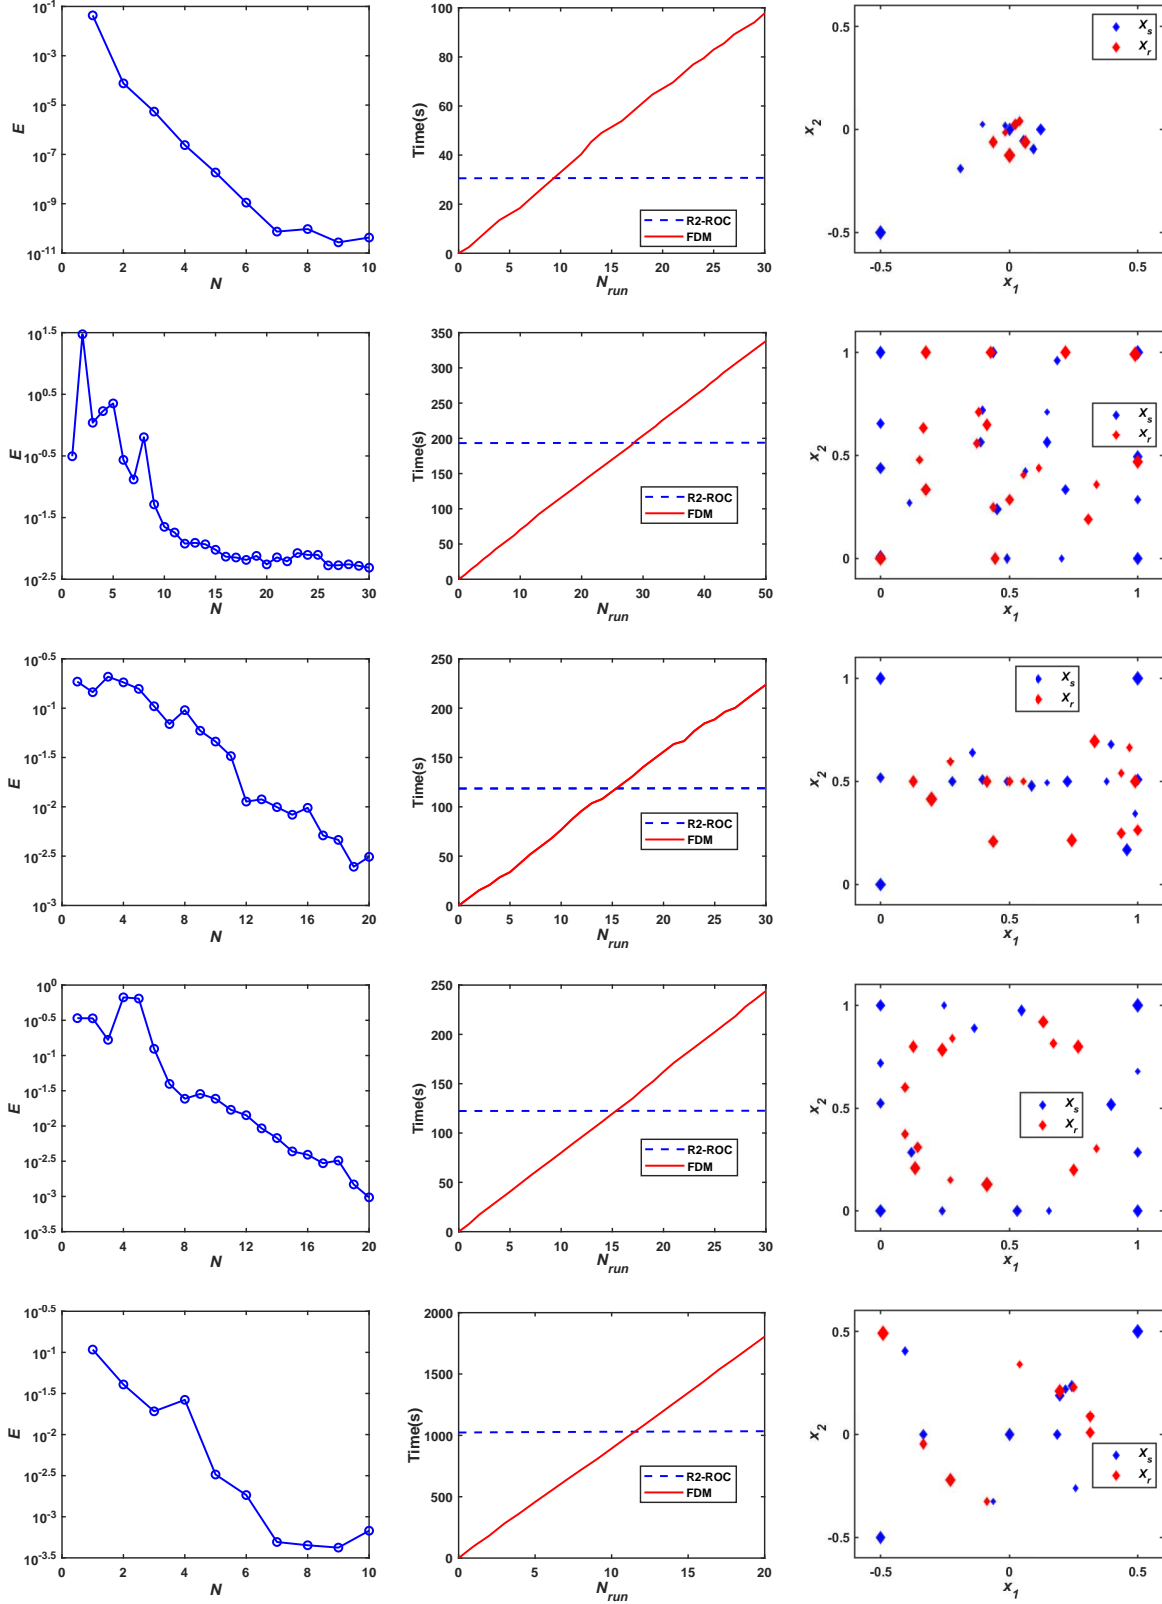 10^-1
10^-3
10^-5
10^-7
10^-9
10^-11
E
0 2 4 6 8 10
N
100
80
60
40
20
0
Time(s)
R2-ROC
FDM
0 5 10 15 20 25 30
N_run
0.5
0
-0.5
x_2
X_s
X_r
-0.5 0 0.5
x_1
10^1.5
10^0.5
10^-0.5
10^-1.5
10^-2.5
E
0 5 10 15 20 25 30
N
350
300
250
200
150
100
50
0
Time(s)
R2-ROC
FDM
0 10 20 30 40 50
N_run
1
0.5
0
x_2
X_s
X_r
0 0.5 1
x_1
10^-0.5
10^-1
10^-1.5
10^-2
10^-2.5
10^-3
E
0 4 8 12 16 20
N
250
200
150
100
50
0
Time(s)
R2-ROC
FDM
0 5 10 15 20 25 30
N_run
1
0.5
0
x_2
X_s
X_r
0 0.5 1
x_1
10^0
10^-0.5
10^-1
10^-1.5
10^-2
10^-2.5
10^-3
10^-3.5
E
0 4 8 12 16 20
N
250
200
150
100
50
0
Time(s)
R2-ROC
FDM
0 5 10 15 20 25 30
N_run
1
0.5
0
x_2
X_s
X_r
0 0.5 1
x_1
10^-0.5
10^-1
10^-1.5
10^-2
10^-2.5
10^-3
10^-3.5
E
0 2 4 6 8 10
N
2000
1500
1000
500
0
Time(s)
R2-ROC
FDM
0 5 10 15 20
N_run
0.5
0
-0.5
x_2
X_s
X_r
-0.5 0 0.5
x_1